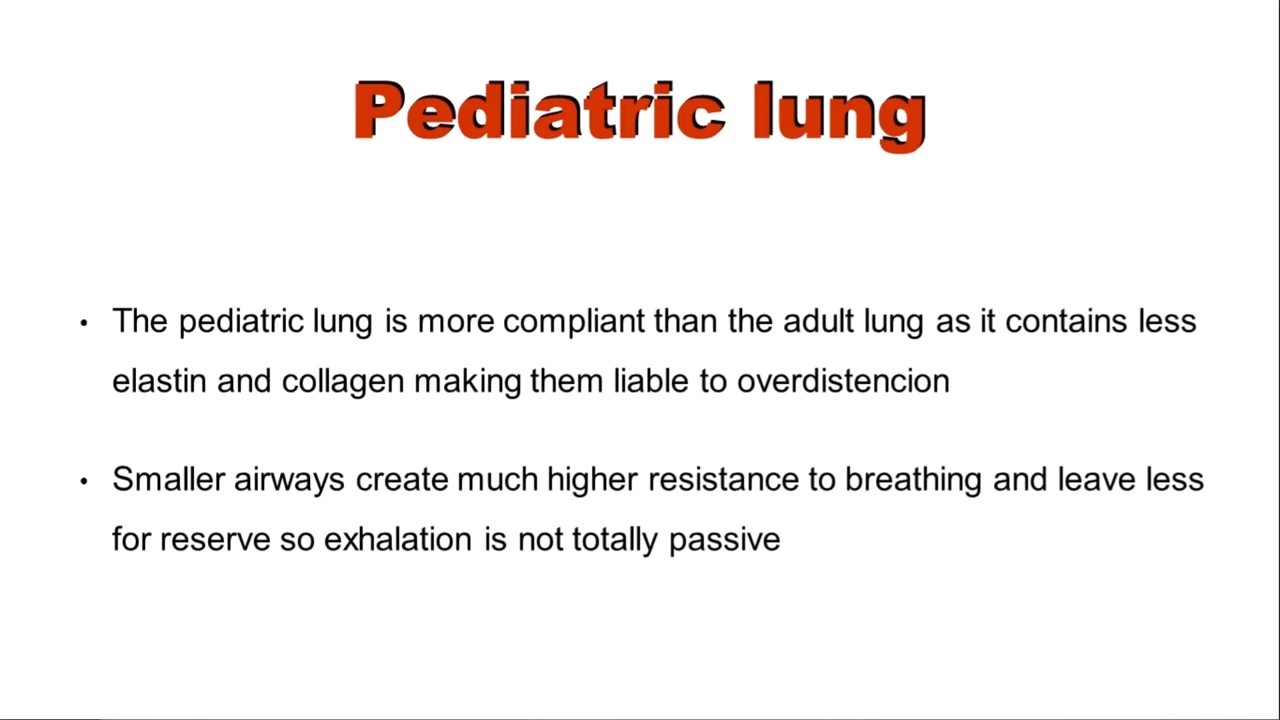 Pediatric lung
• The pediatric lung is more compliant than the adult lung as it contains less
elastin and collagen making them liable to overdistencion
• Smaller airways create much higher resistance to breathing and leave less
for reserve so exhalation is not totally passive